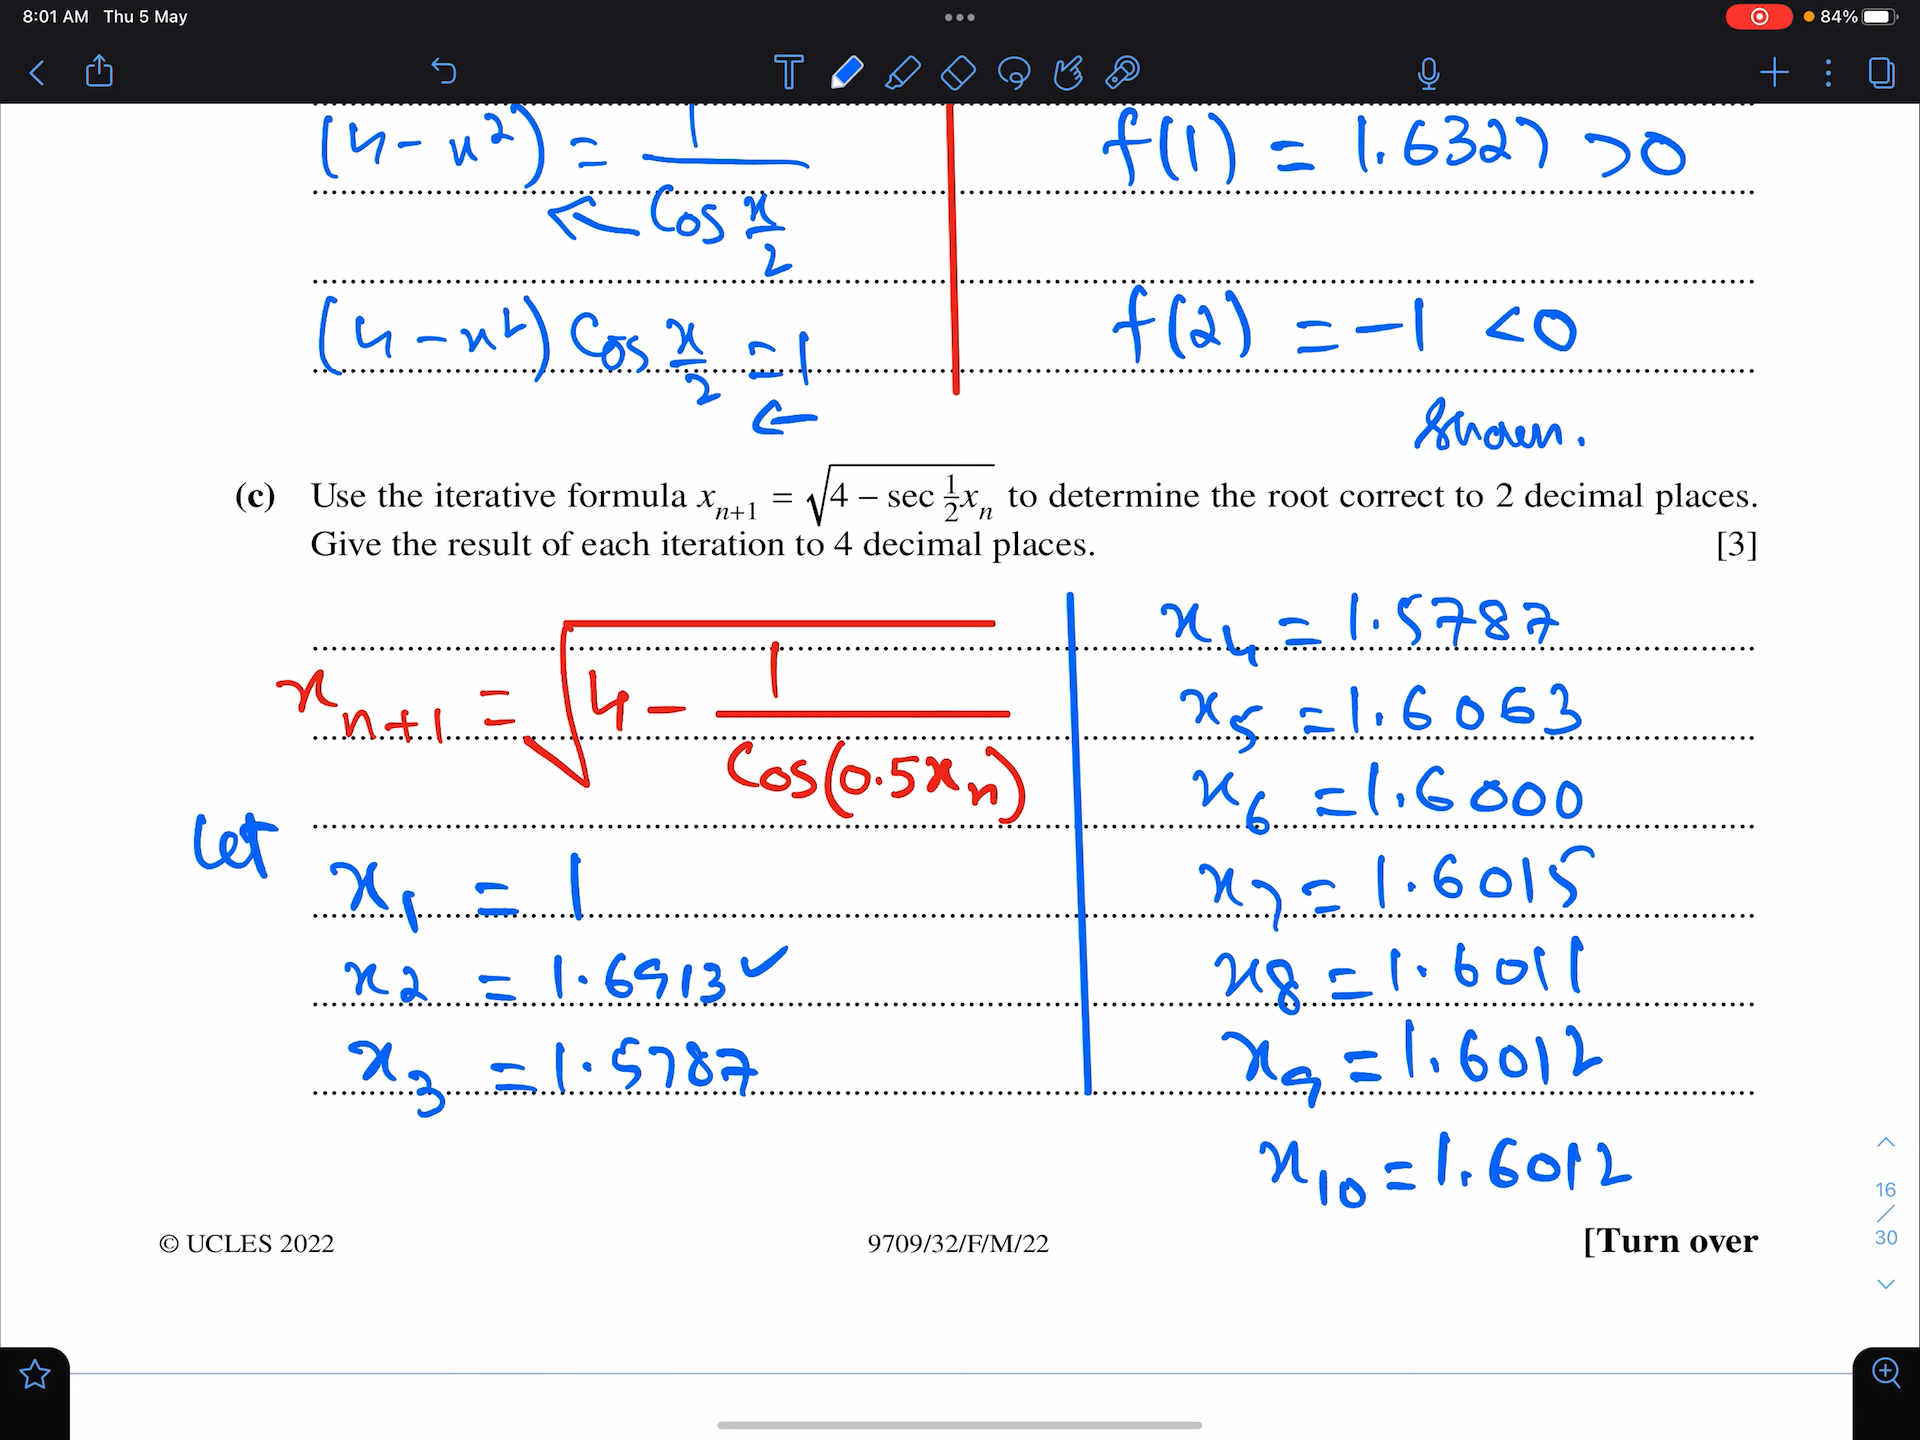 8:01 AM Thu 5 May
84%
(4-x²) = 1/cos x/2
(4-x²) cos x/2 = 1
f(1) = 1.6327 >0
f(2) = -1 <0
Shown.
(c) Use the iterative formula xₙ₊₁ = √(4 − sec ½xₙ) to determine the root correct to 2 decimal places.
Give the result of each iteration to 4 decimal places. [3]
xₙ₊₁ = √(4 - 1/Cos(0.5xₙ))
Let
x₁ = 1
x2 = 1.6913 ✓
x₃ = 1.5787
x₄ = 1.5787
x₅ = 1.6063
x₆ = 1.6000
x₇ = 1.6015
x8 = 1.6011
x₉ = 1.6012
x₁₀ = 1.6012
© UCLES 2022
9709/32/F/M/22
[Turn over
16
/
30